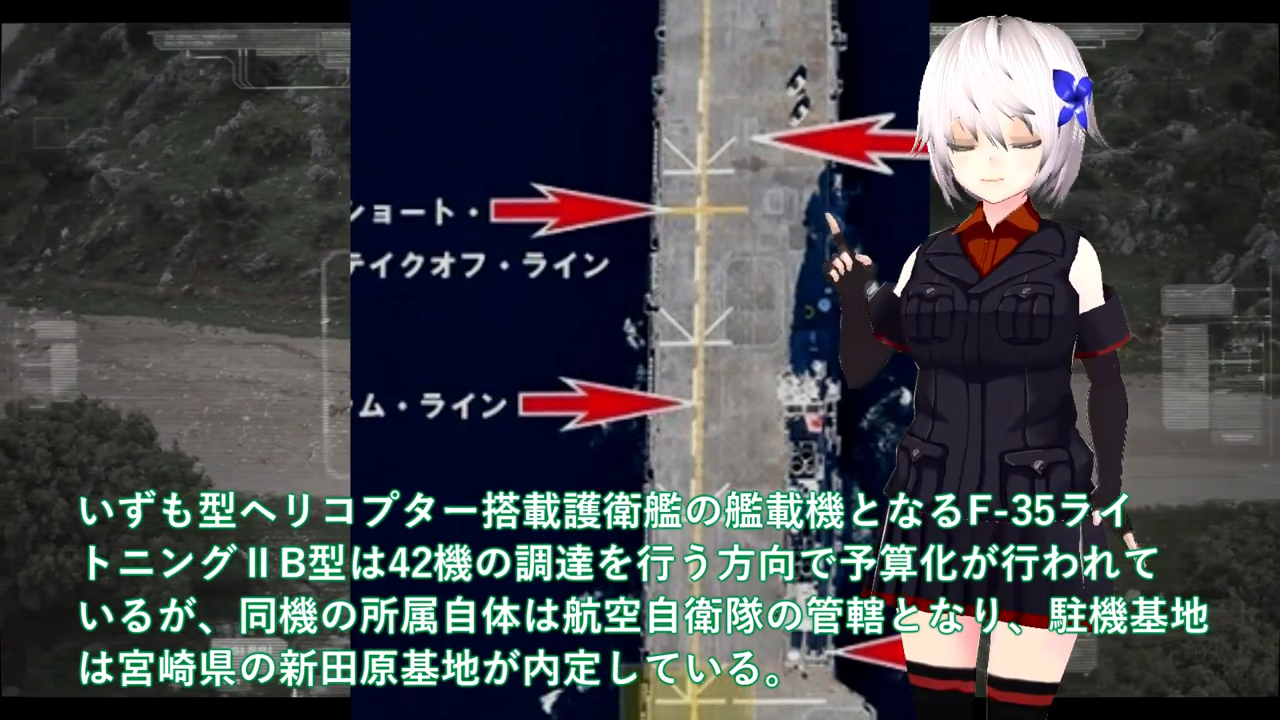 ショート・
テイクオフ・ライン
ム・ライン
いずも型ヘリコプター搭載護衛艦の艦載機となるF-35ライ
トニングⅡB型は42機の調達を行う方向で予算化が行われて
いるが、同機の所属自体は航空自衛隊の管轄となり、駐機基地
は宮崎県の新田原基地が内定している。